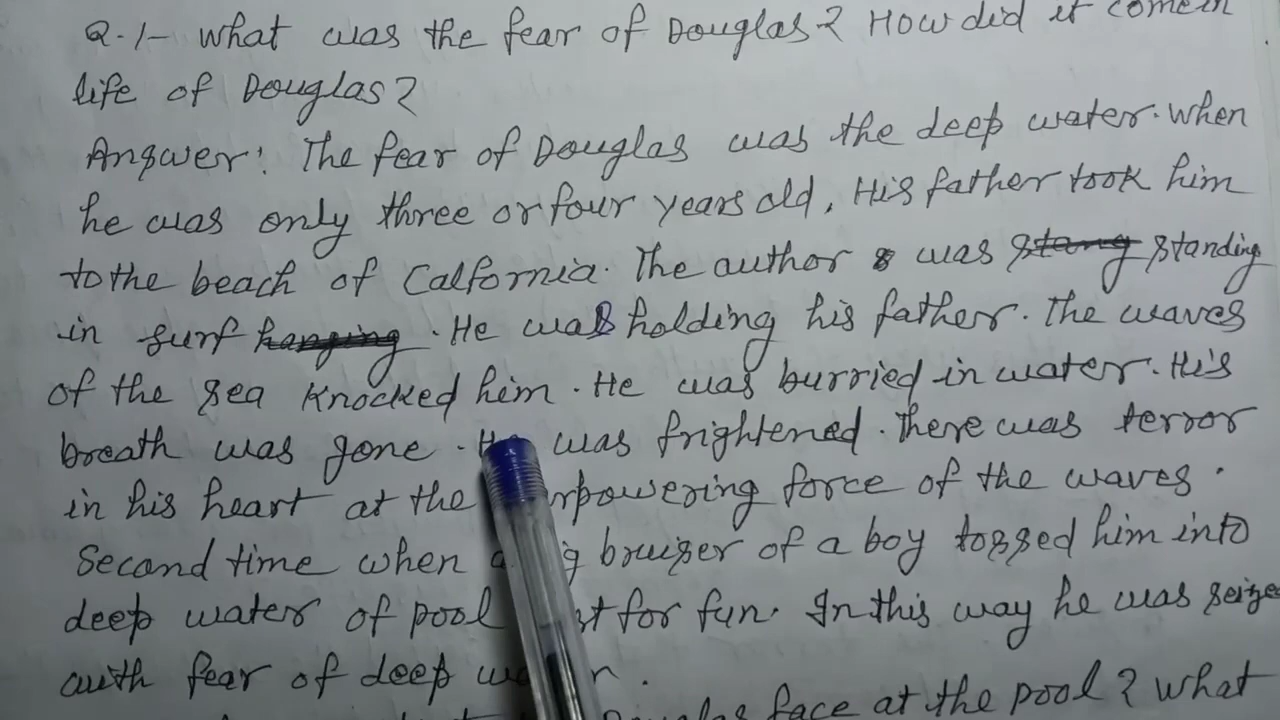 Q.1- What was the fear of Douglas? How did it come in
life of Douglas?
Answer: The fear of Douglas was the deep water. When
he was only three or four years old, His father took him
to the beach of Calfornia. The author was standing
in surf. He was holding his father. The waves
of the sea knocked him. He was burried in water. His
breath was gone. He was frightened. There was terror
in his heart at the rpowering force of the waves.
Second time when g bruiser of a boy tossed him into
deep water of pool st for fun. In this way he was seize
with fear of deep w r.
Douglas face at the pool? What